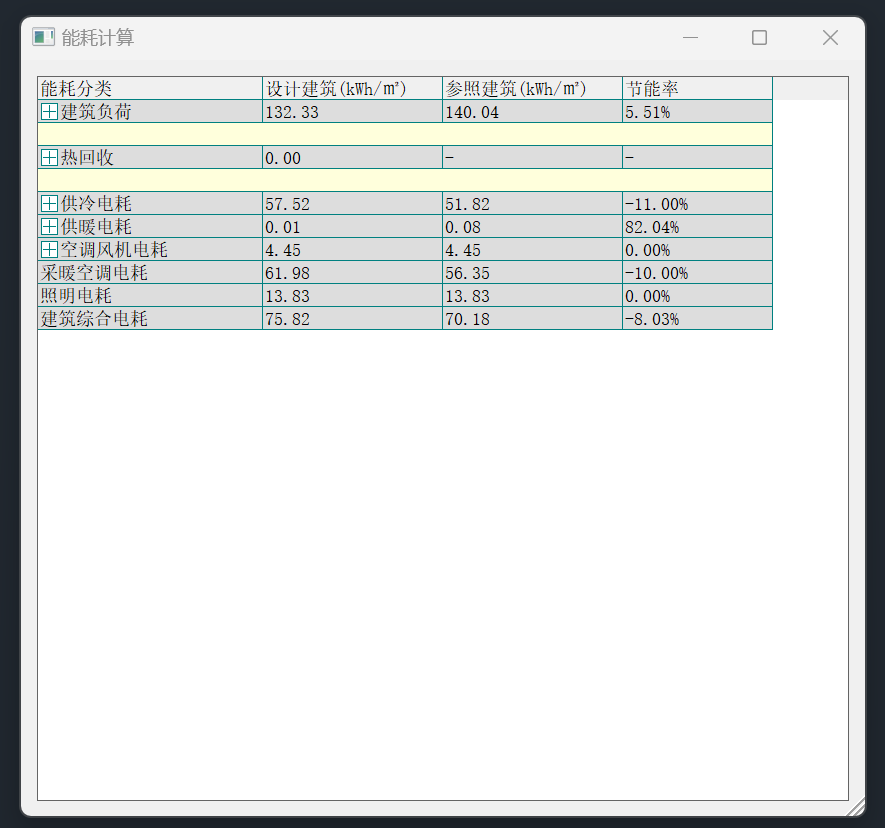 能耗计算
能耗分类 设计建筑(kWh/㎡) 参照建筑(kWh/㎡) 节能率
建筑负荷 132.33 140.04 5.51%
热回收 0.00 - -
供冷电耗 57.52 51.82 -11.00%
供暖电耗 0.01 0.08 82.04%
空调风机电耗 4.45 4.45 0.00%
采暖空调电耗 61.98 56.35 -10.00%
照明电耗 13.83 13.83 0.00%
建筑综合电耗 75.82 70.18 -8.03%